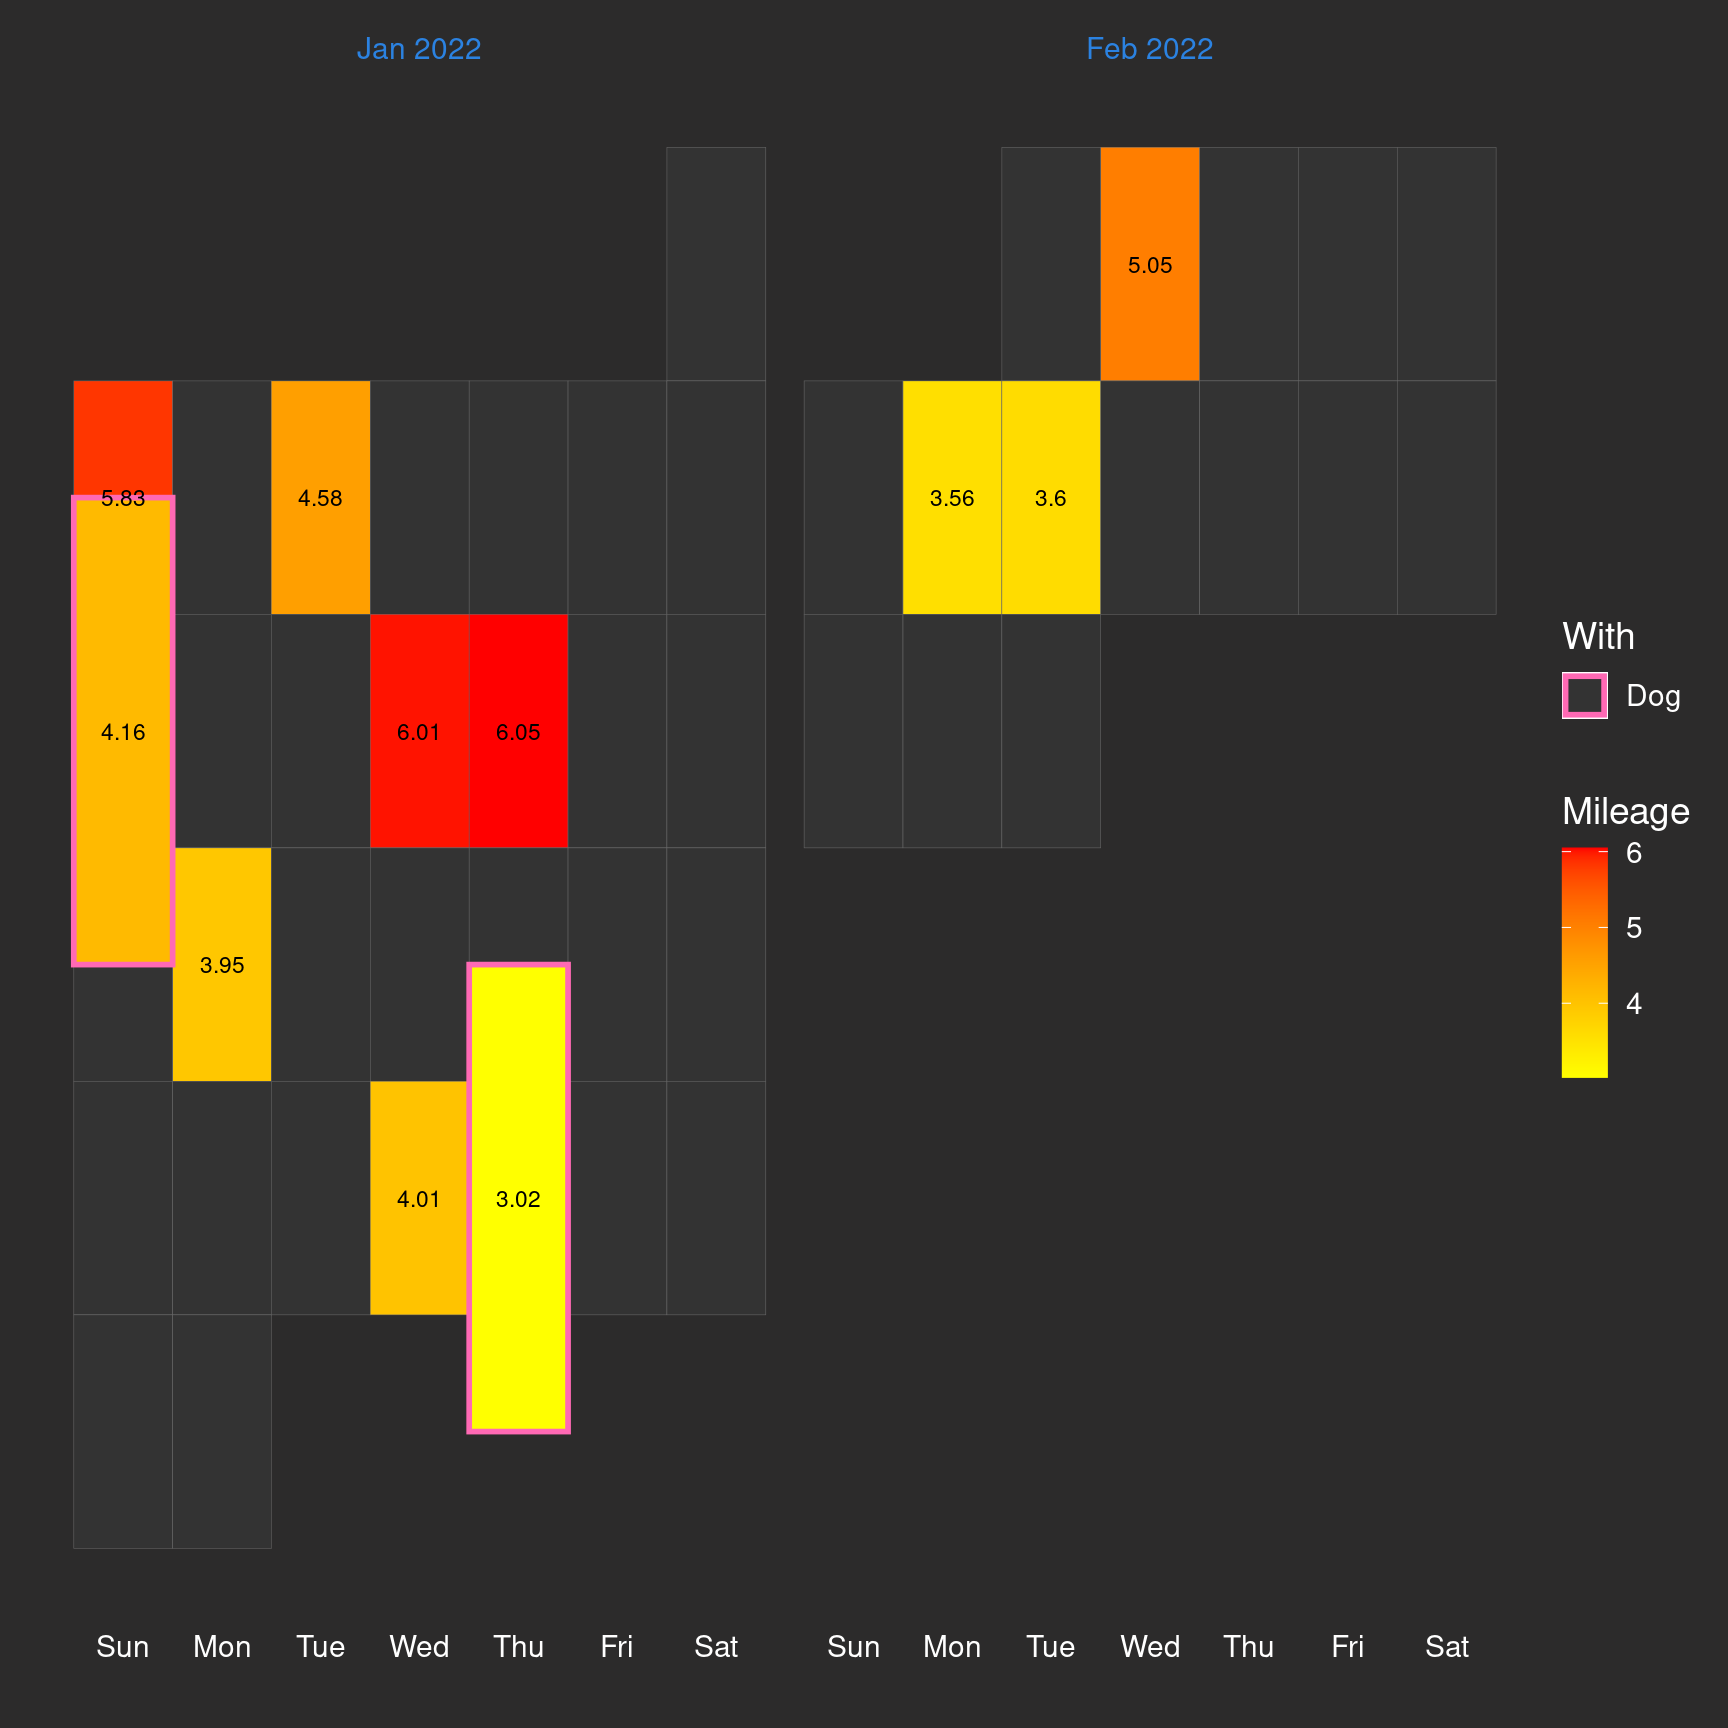 Jan 2022
Feb 2022
5.05
5.83
4.58
3.56
3.6
4.16
6.01
6.05
3.95
4.01
3.02
With
Dog
Mileage
6
5
4
Sun Mon Tue Wed Thu Fri Sat
Sun Mon Tue Wed Thu Fri Sat